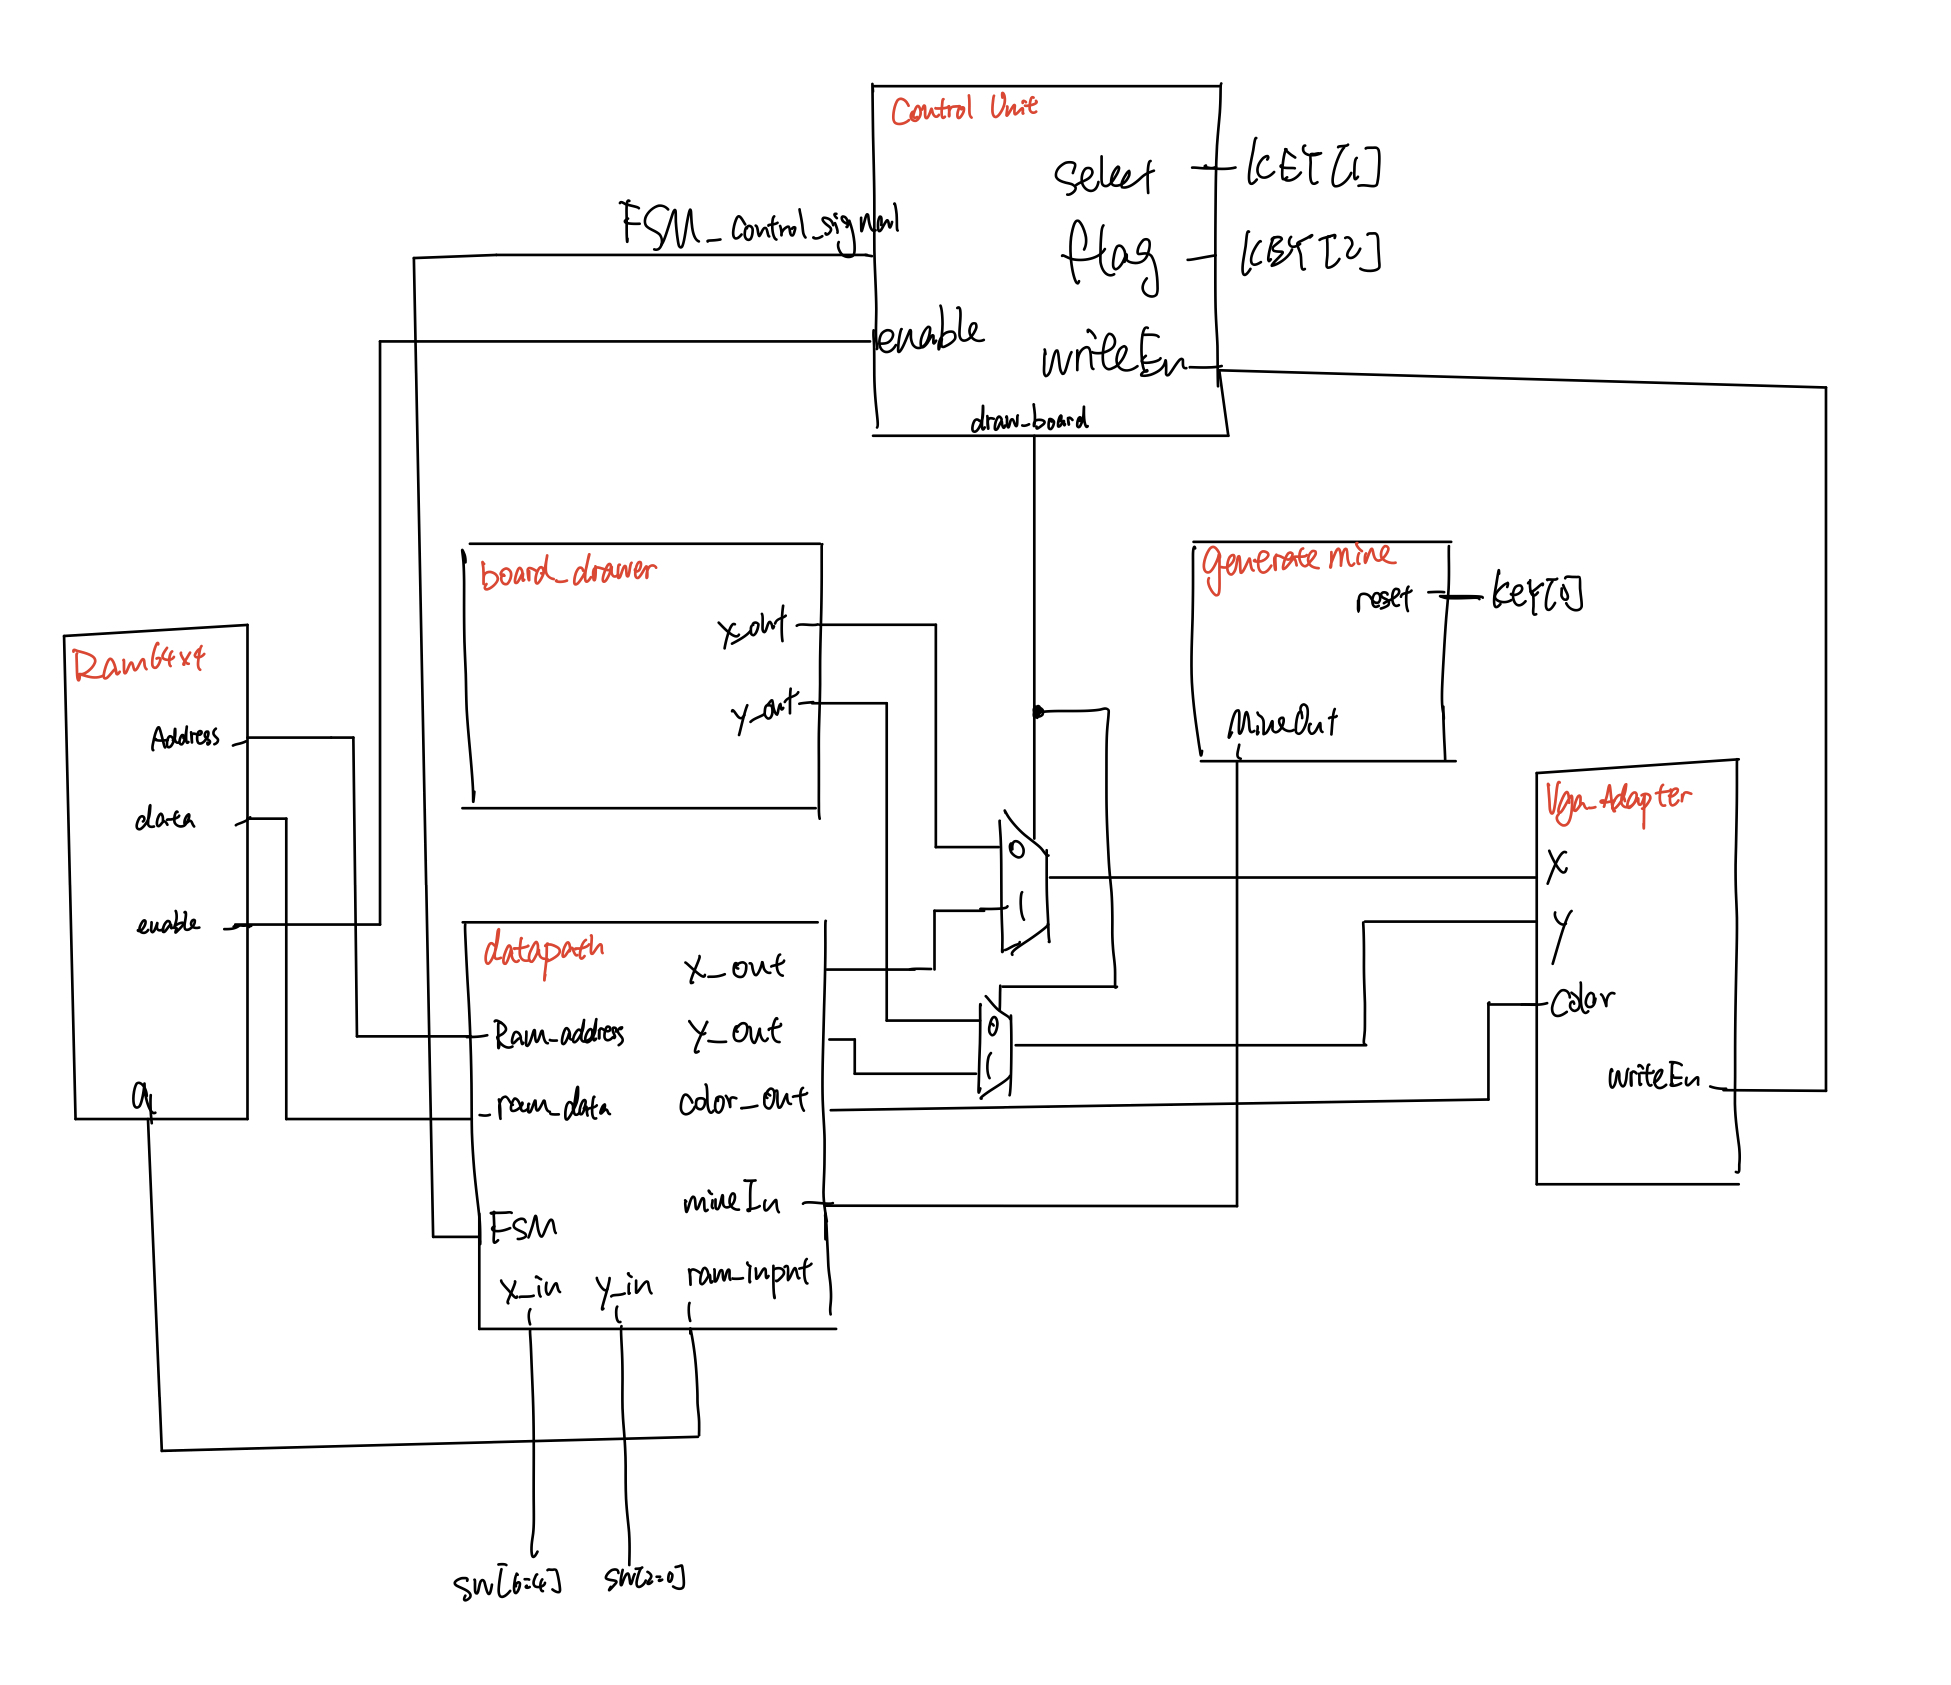 Control Unit
select
KEY[1]
FSM_control_signal
flag
KEY[2]
enable
writeEn
draw_board
board_drawer
x_out
y_out
generate mine
reset
KEY[0]
MineOut
Ram64x4
Address
data
enable
q
Vga_Adapter
X
Y
Color
writeEn
0
1
0
1
datapath
X_out
Ram_address
Y_out
ram_data
color_out
mineIn
FSM
X_in
Y_in
ram_input
SW[6:4]
SW[2:0]